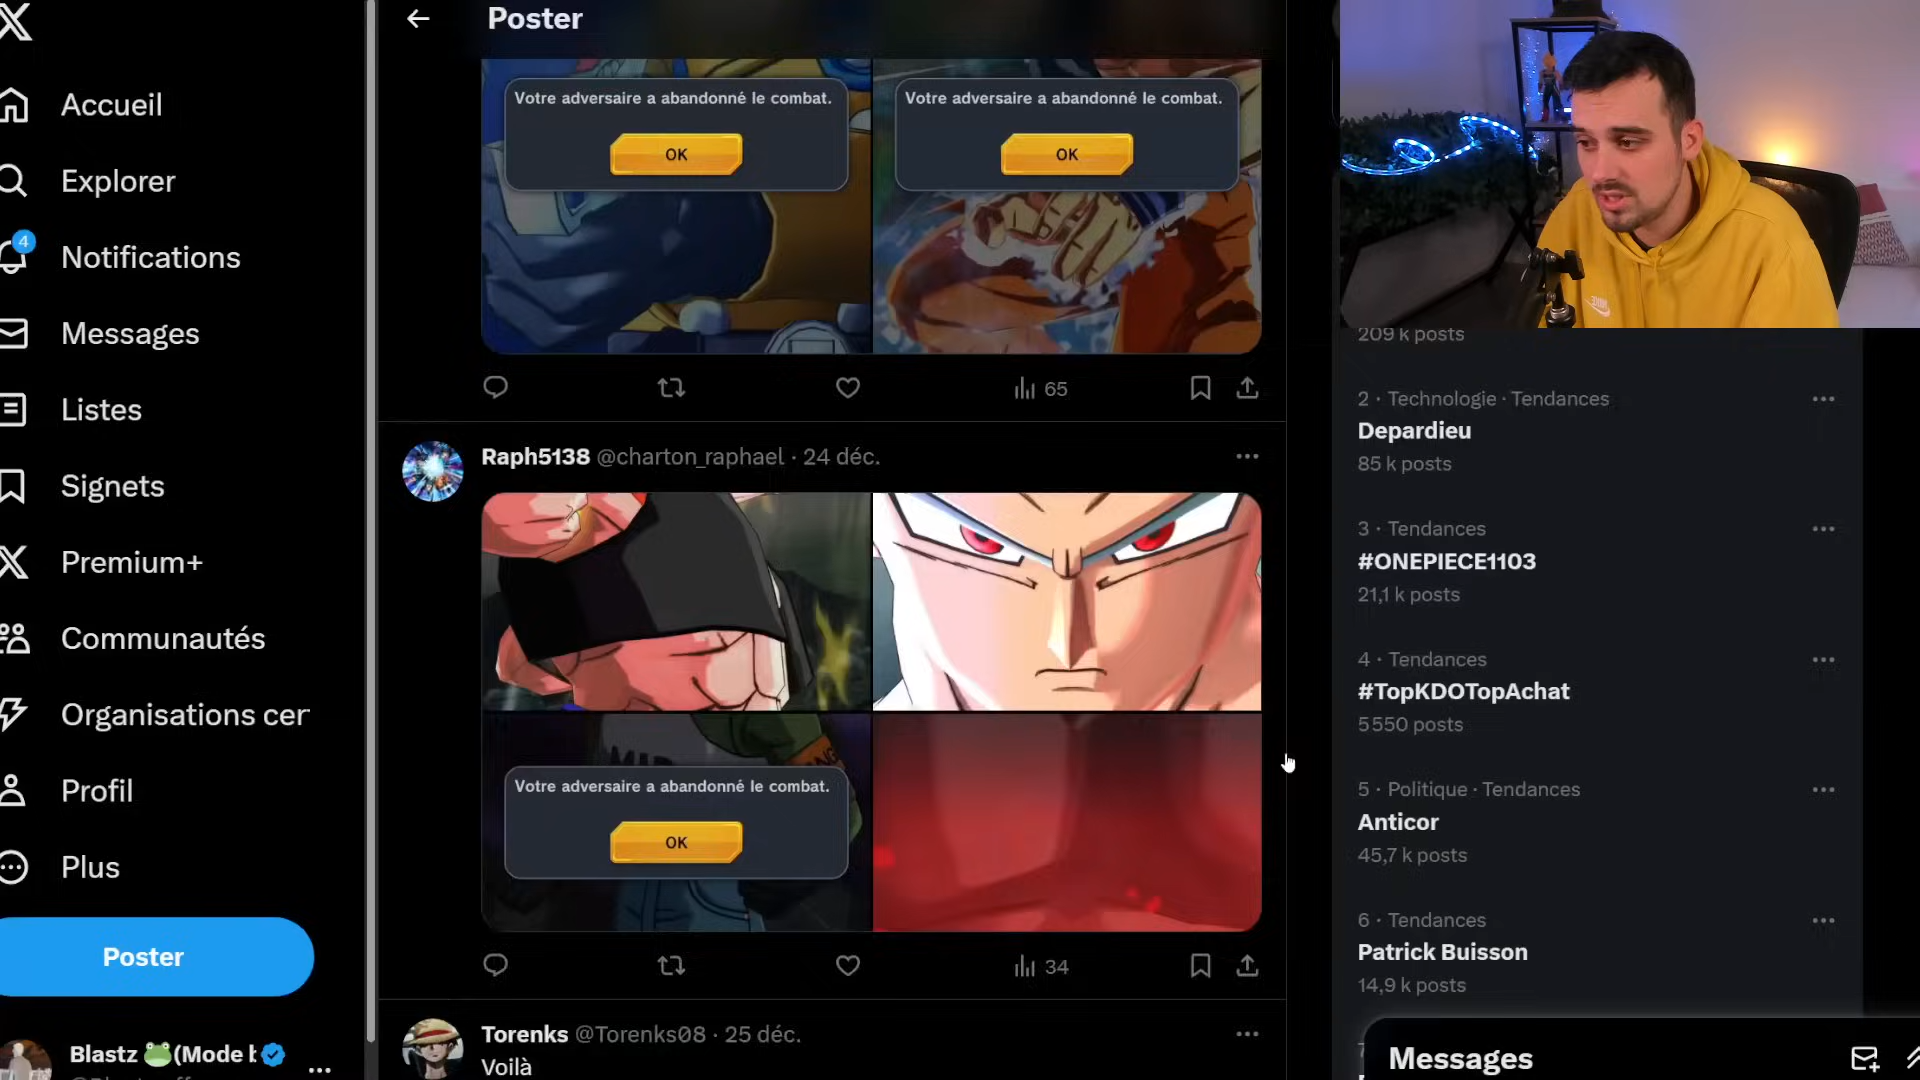 Poster
Accueil
Explorer
4
Notifications
Messages
Listes
Signets
Premium+
Communautés
Organisations cer
Profil
Plus
Poster
Blastz 🐸(Mode
Votre adversaire a abandonné le combat.
OK
Votre adversaire a abandonné le combat.
OK
65
Raph5138 @charton_raphael · 24 déc.
Votre adversaire a abandonné le combat.
OK
34
Torenks @Torenks08 · 25 déc.
Voilà
209 k posts
2 · Technologie · Tendances
Depardieu
85 k posts
3 · Tendances
#ONEPIECE1103
21,1 k posts
4 · Tendances
#TopKDOTopAchat
5 550 posts
5 · Politique · Tendances
Anticor
45,7 k posts
6 · Tendances
Patrick Buisson
14,9 k posts
Messages